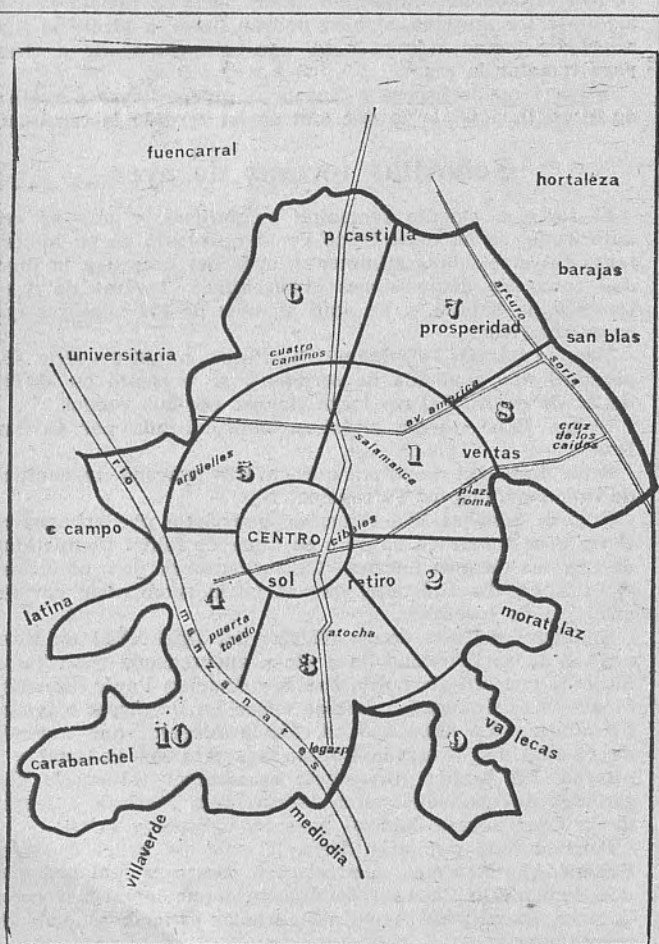 fuencarral
hortaleza
p castilla
6
barajas
7
arturo
prosperidad
san blas
cuatro
caminos
universitaria
soria
av. america
8
cruz
de los
caidos
1
salamanca
ventas
argüelles
5
rio
plaza
roma
c campo
CENTRO
cibeles
2
sol
retiro
4
latina
puerta
toledo
moratalaz
atocha
manzanares
3
10
9
vallecas
carabanchel
legazpi
mediodia
villaverde